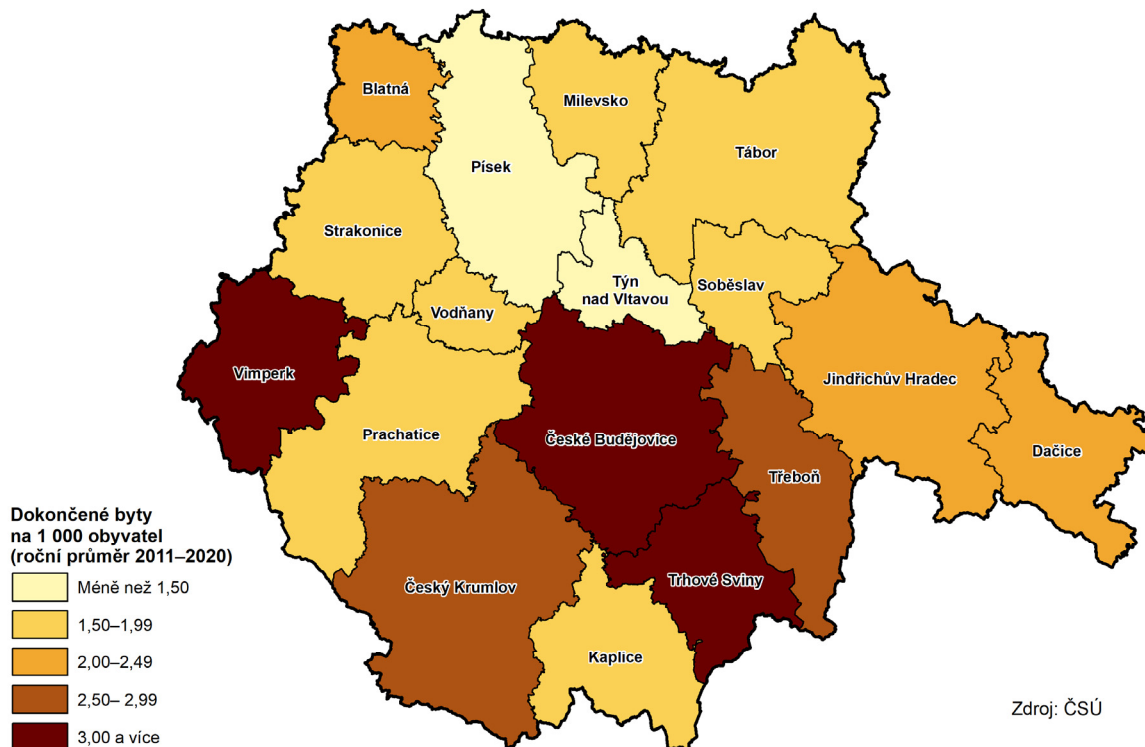 Blatná
Milevsko
Tábor
Písek
Strakonice
Týn
nad Vltavou
Soběslav
Vodňany
Vimperk
Jindřichův Hradec
Prachatice
České Budějovice
Dačice
Třeboň
Český Krumlov
Trhové Sviny
Kaplice
Dokončené byty
na 1 000 obyvatel
(roční průměr 2011–2020)
Méně než 1,50
1,50–1,99
2,00–2,49
2,50– 2,99
3,00 a více
Zdroj: ČSÚ